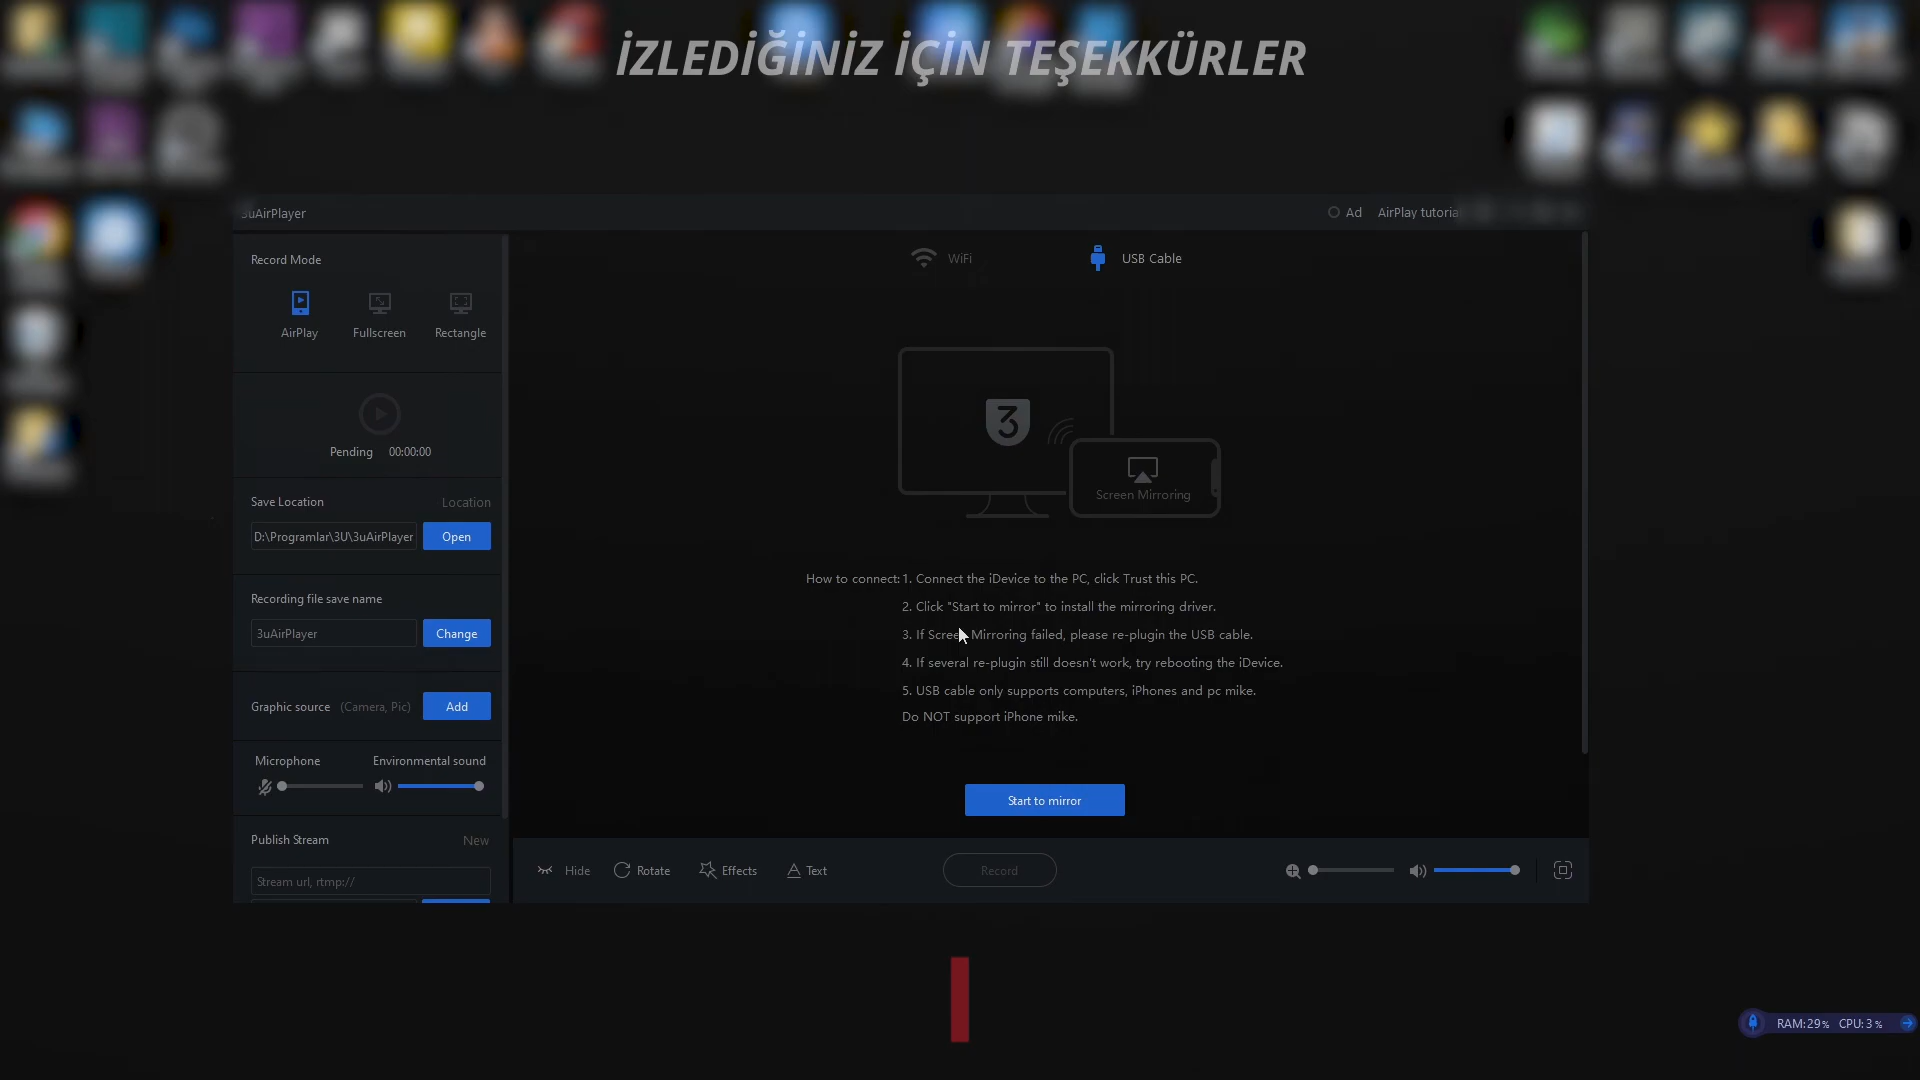 İZLEDİĞİNİZ İÇİN TEŞEKKÜRLER
3uAirPlayer
Ad AirPlay tutoria
Record Mode
WiFi USB Cable
AirPlay Fullscreen Rectangle
3
Pending 00:00:00
Screen Mirroring
Save Location Location
D:\Programlar\3U\3uAirPlayer Open
How to connect: 1. Connect the iDevice to the PC, click Trust this PC.
2. Click "Start to mirror" to install the mirroring driver.
3. If Screen Mirroring failed, please re-plugin the USB cable.
4. If several re-plugin still doesn't work, try rebooting the iDevice.
5. USB cable only supports computers, iPhones and pc mike.
Do NOT support iPhone mike.
Recording file save name
3uAirPlayer Change
Graphic source (Camera, Pic) Add
Microphone Environmental sound
Start to mirror
Publish Stream New
Stream url, rtmp://
Hide Rotate Effects Text Record
RAM:29% CPU:3%